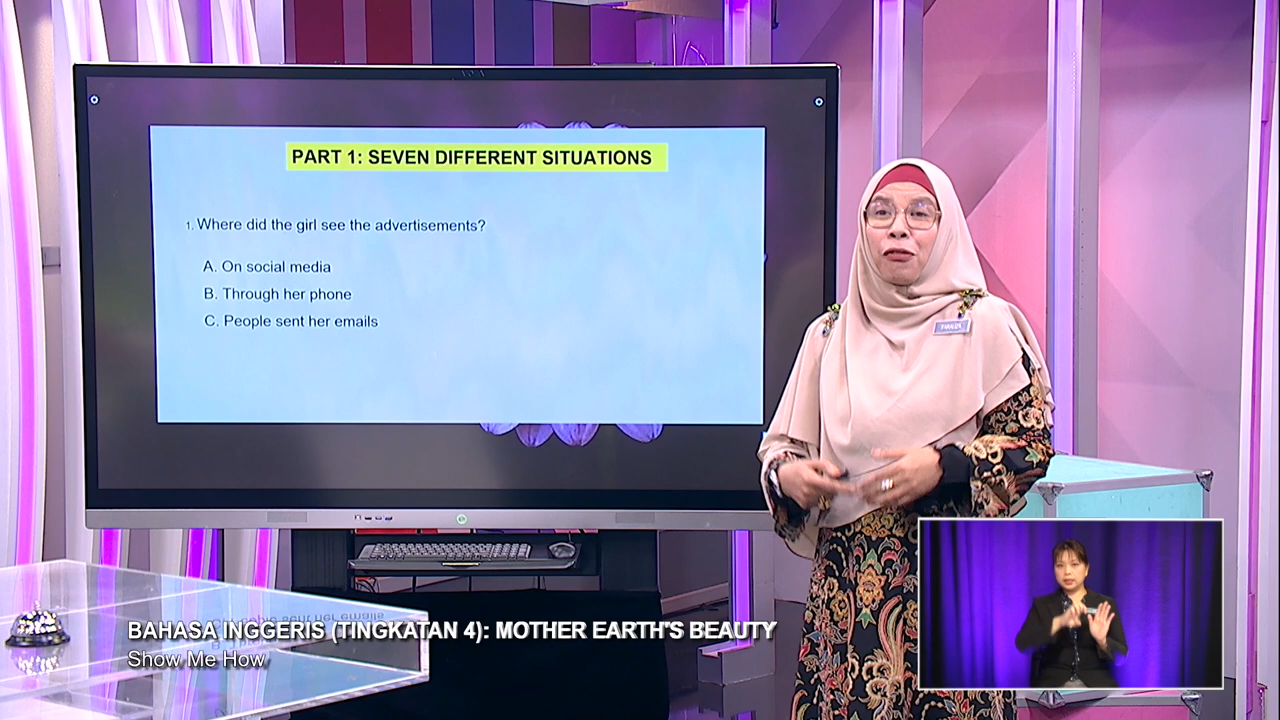 PART 1: SEVEN DIFFERENT SITUATIONS
1. Where did the girl see the advertisements?
A. On social media
B. Through her phone
C. People sent her emails
BAHASA INGGERIS (TINGKATAN 4): MOTHER EARTH'S BEAUTY
Show Me How